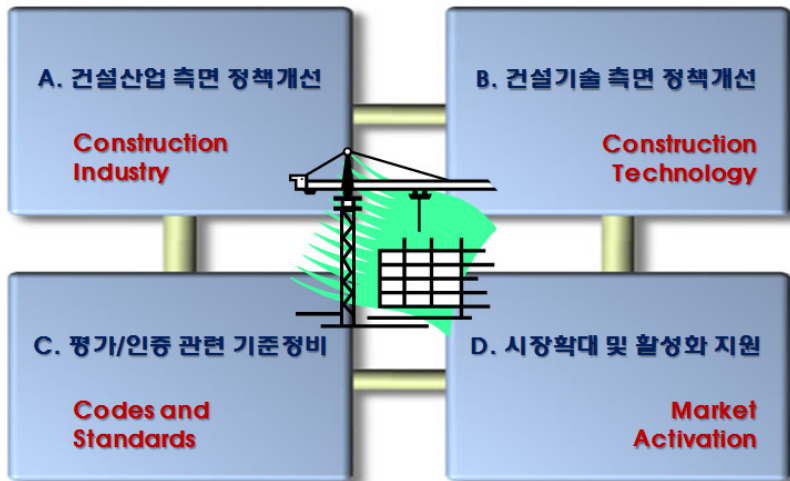 A. 건설산업 측면 정책개선
Construction
Industry
B. 건설기술 측면 정책개선
Construction
Technology
C. 평가/인증 관련 기준정비
Codes and
Standards
D. 시장확대 및 활성화 지원
Market
Activation